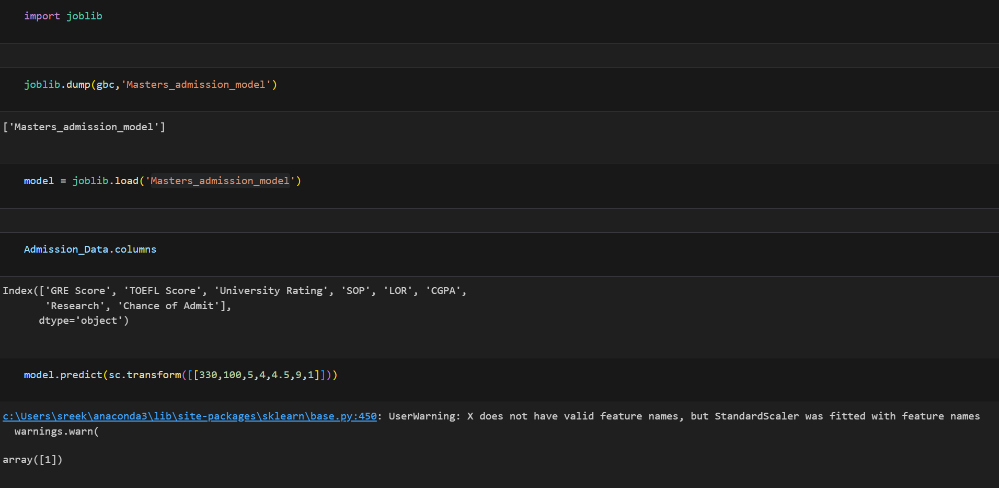 import joblib
joblib.dump(gbc,'Masters_admission_model')
['Masters_admission_model']
model = joblib.load('Masters_admission_model')
Admission_Data.columns
Index(['GRE Score', 'TOEFL Score', 'University Rating', 'SOP', 'LOR', 'CGPA',
       'Research', 'Chance of Admit'],
      dtype='object')
model.predict(sc.transform([[330,100,5,4,4.5,9,1]]))
c:\Users\sreek\anaconda3\lib\site-packages\sklearn\base.py:450: UserWarning: X does not have valid feature names, but StandardScaler was fitted with feature names
  warnings.warn(
array([1])